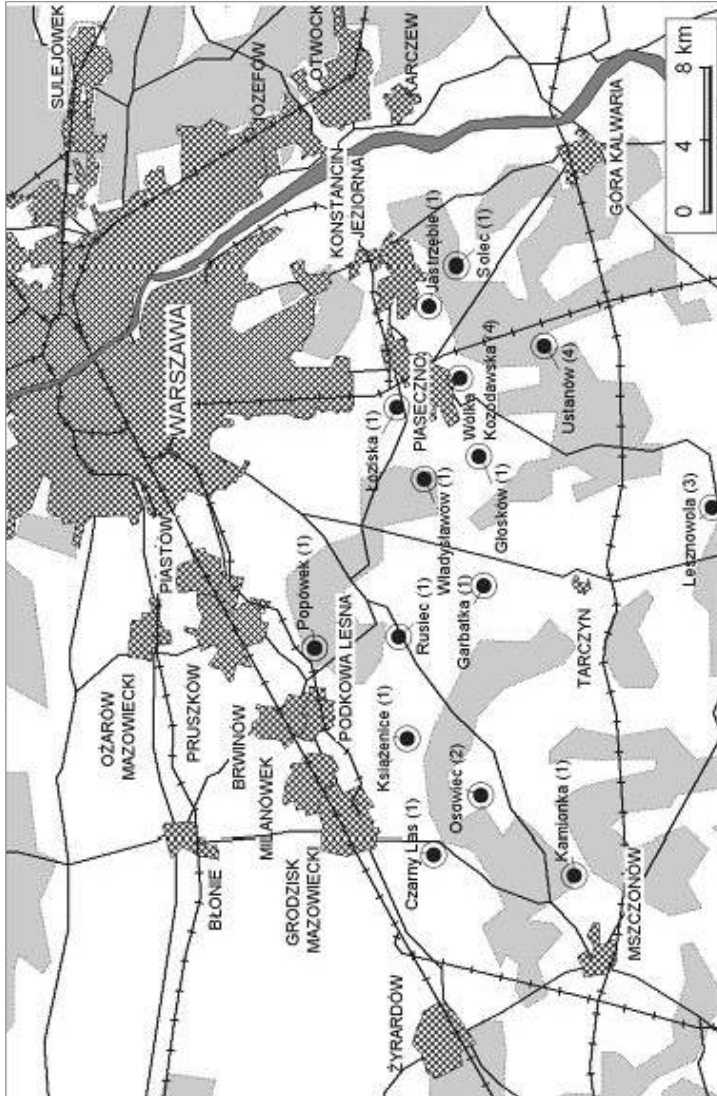 SULEJÓWEK
OŻARÓW
MAZOWIECKI
PIASTÓW
WARSZAWA
PRUSZKÓW
BŁONIE
BRWINÓW
JÓZEFÓW
MILANÓWEK
GRODZISK
MAZOWIECKI
Popówek (1)
OTWOCK
KONSTANCIN
JEZIORNA
PODKOWA LEŚNA
Łoziska (1)
Książenice (1)
ŻYRARDÓW
Czarny Las (1)
KARCZEW
PIASECZNO
Rusiec (1)
Władysławów (1)
Jastrzębie (1)
Osowiec (2)
Garbatka (1)
Wólka
Kozodawska (4)
Solec (1)
Głosków (1)
Kamionka (1)
Ustanów (4)
TARCZYN
GÓRA KALWARIA
MSZCZONÓW
Lesznowola (3)
0 4 8 km